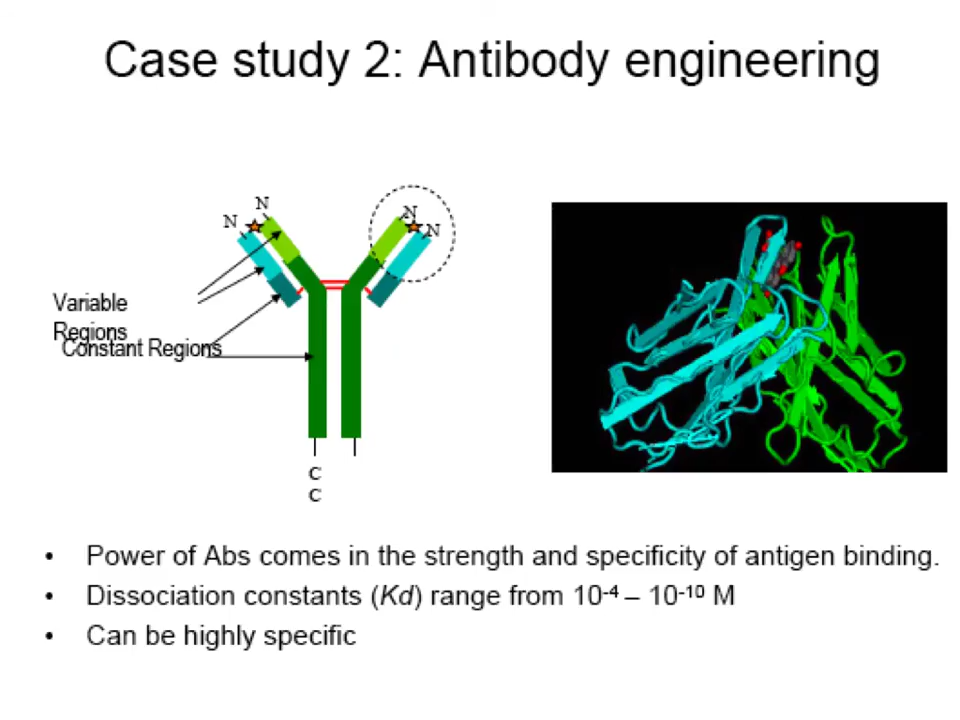 Case study 2: Antibody engineering
N
N
N
N
Variable
Regions
Constant Regions
C
C
• Power of Abs comes in the strength and specificity of antigen binding.
• Dissociation constants (Kd) range from 10⁻⁴ – 10⁻¹⁰ M
• Can be highly specific